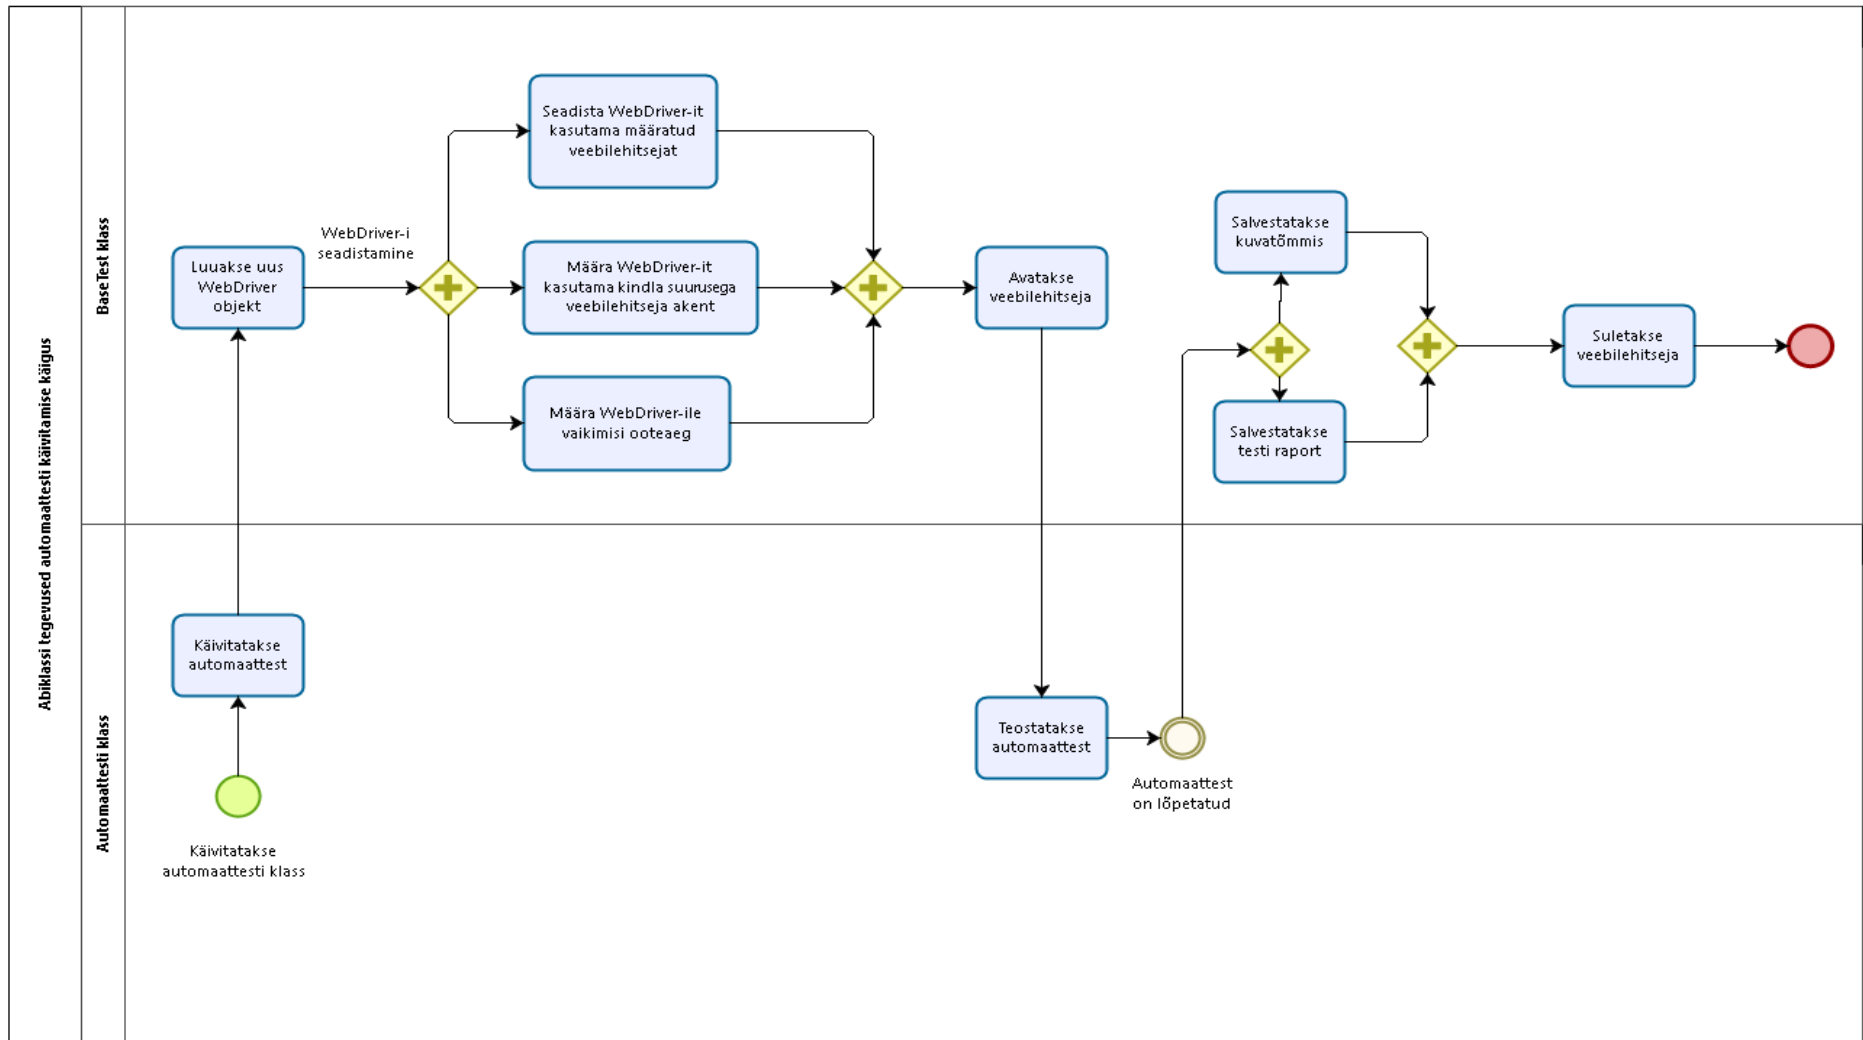 Abiklassi tegevused automaattesti käivitamise käigus
BaseTest klass
Automaattesti klass
Seadista WebDriver-it
kasutama määratud
veebilehitsejat
WebDriver-i
seadistamine
Luuakse uus
WebDriver
objekt
Määra WebDriver-it
kasutama kindla suurusega
veebilehitseja akent
Määra WebDriver-ile
vaikimisi ooteaeg
Avatakse
veebilehitseja
Salvestatakse
kuvatõmmis
Salvestatakse
testi raport
Suletakse
veebilehitseja
Käivitatakse
automaattest
Käivitatakse
automaattesti klass
Teostatakse
automaattest
Automaattest
on lõpetatud